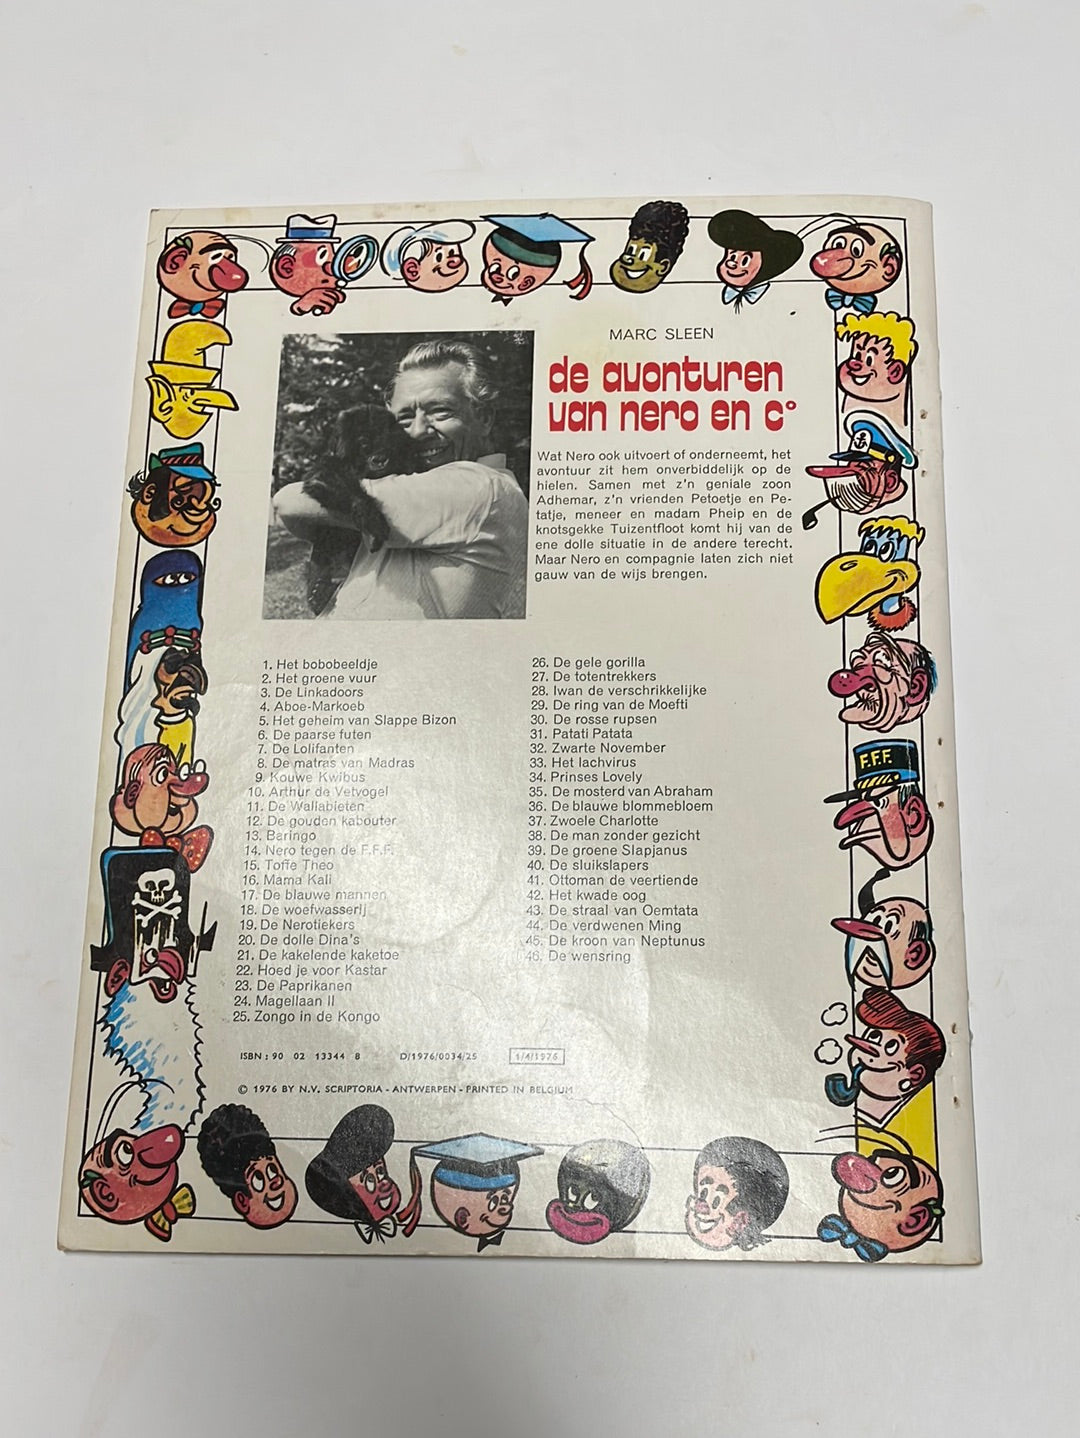 MARC SLEEN
de avonturen
van nero en c°
Wat Nero ook uitvoert of onderneemt, het
avontuur zit hem onverbiddelijk op de
hielen. Samen met z'n geniale zoon
Adhemar, z'n vrienden Petoetje en Pe-
tatje, meneer en madam Pheip en de
knotsgekke Tuizentfloot komt hij van de
ene dolle situatie in de andere terecht.
Maar Nero en compagnie laten zich niet
gauw van de wijs brengen.
1. Het bobobeeldje
2. Het groene vuur
3. De Linkadoors
4. Aboe-Markoeb
5. Het geheim van Slappe Bizon
6. De paarse futen
7. De Lolifanten
8. De matras van Madras
9. Kouwe Kwibus
10. Arthur de Vetvogel
11. De Wallabieten
12. De gouden kabouter
13. Baringo
14. Nero tegen de F.F.F.
15. Toffe Theo
16. Mama Kali
17. De blauwe mannen
18. De woefwasserij
19. De Nerotiekers
20. De dolle Dina's
21. De kakelende kaketoe
22. Hoed je voor Kastar
23. De Paprikanen
24. Magellaan II
25. Zongo in de Kongo
26. De gele gorilla
27. De totentrekkers
28. Iwan de verschrikkelijke
29. De ring van de Moefti
30. De rosse rupsen
31. Patati Patata
32. Zwarte November
33. Het lachvirus
34. Prinses Lovely
35. De mosterd van Abraham
36. De blauwe blommebloem
37. Zwoele Charlotte
38. De man zonder gezicht
39. De groene Slapjanus
40. De sluikslapers
41. Ottoman de veertiende
42. Het kwade oog
43. De straal van Oemtata
44. De verdwenen Ming
45. De kroon van Neptunus
46. De wensring
F.F.F.
ISBN : 90 02 13344 8 D/1976/0034/25 1/4/1976
© 1976 BY N.V. SCRIPTORIA - ANTWERPEN - PRINTED IN BELGIUM